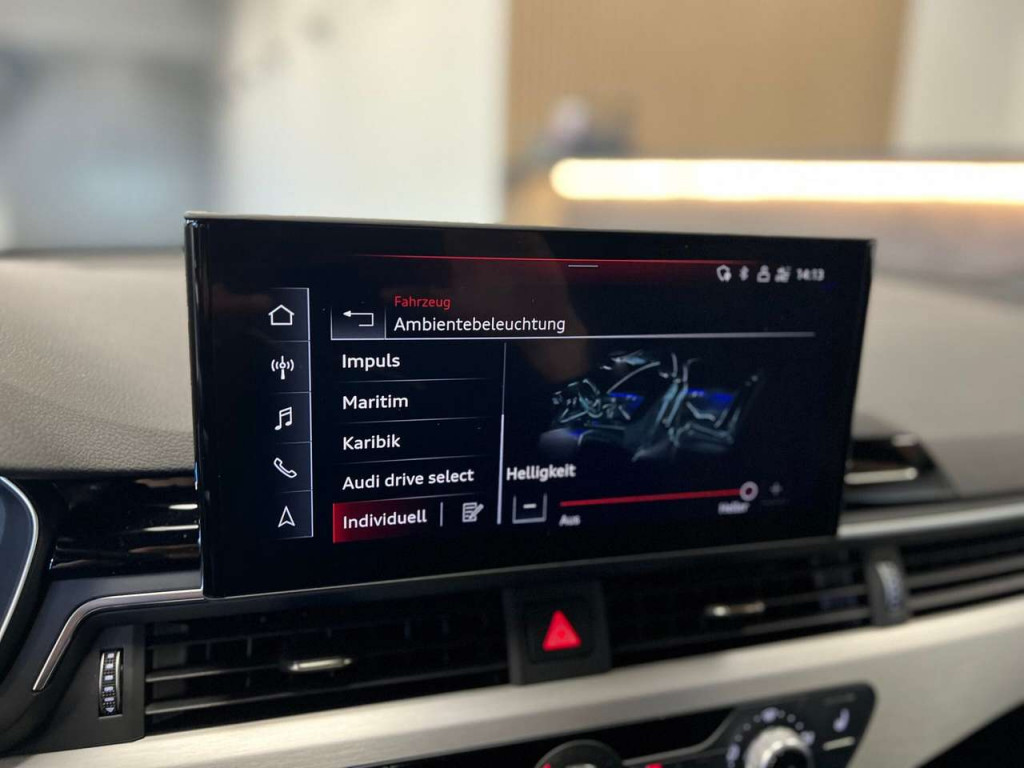 14:13
Fahrzeug
Ambientebeleuchtung
Impuls
Maritim
Karibik
Audi drive select
Individuell
Helligkeit
Aus
Heller